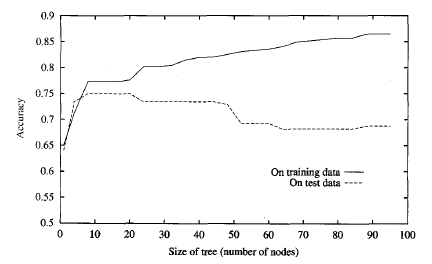 0.9
0.85
0.8
0.75
0.7
0.65
0.6
0.55
0.5
Accuracy
On training data
On test data
0 10 20 30 40 50 60 70 80 90 100
Size of tree (number of nodes)